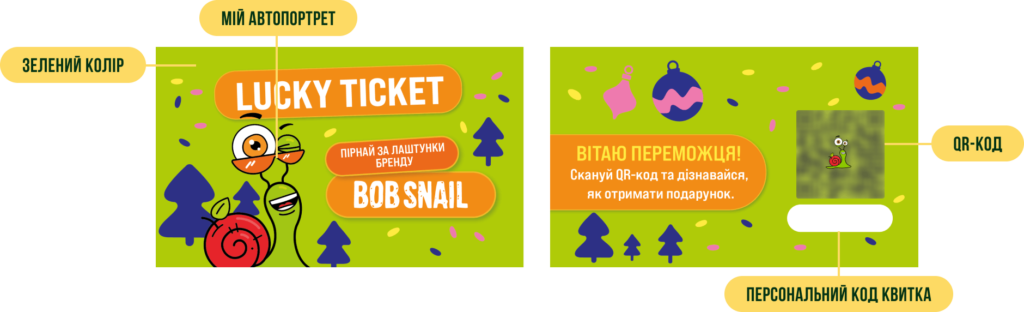 МІЙ АВТОПОРТРЕТ
ЗЕЛЕНИЙ КОЛІР
LUCKY TICKET
ПІРНАЙ ЗА ЛАШТУНКИ
БРЕНДУ
BOB SNAIL
ВІТАЮ ПЕРЕМОЖЦЯ!
Скануй QR-код та дізнавайся,
як отримати подарунок.
QR-КОД
ПЕРСОНАЛЬНИЙ КОД КВИТКА